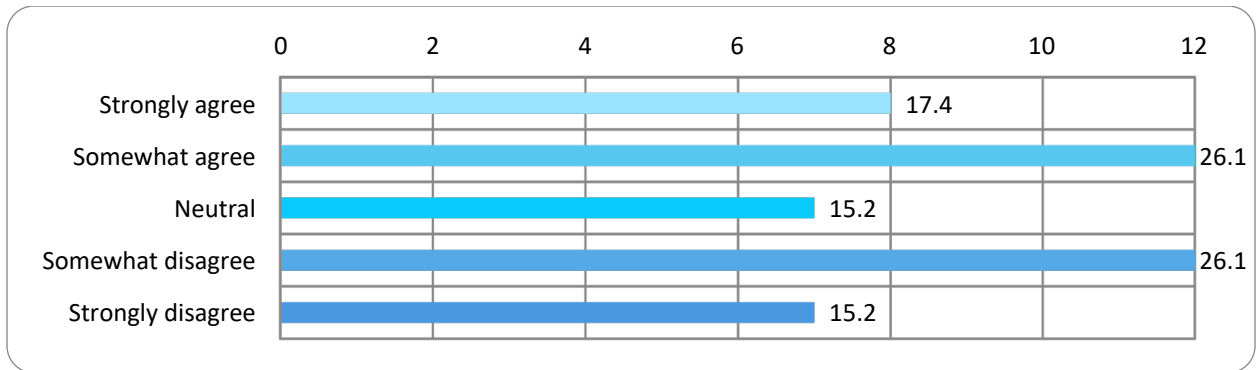 0 2 4 6 8 10 12
Strongly agree 17.4
Somewhat agree 26.1
Neutral 15.2
Somewhat disagree 26.1
Strongly disagree 15.2